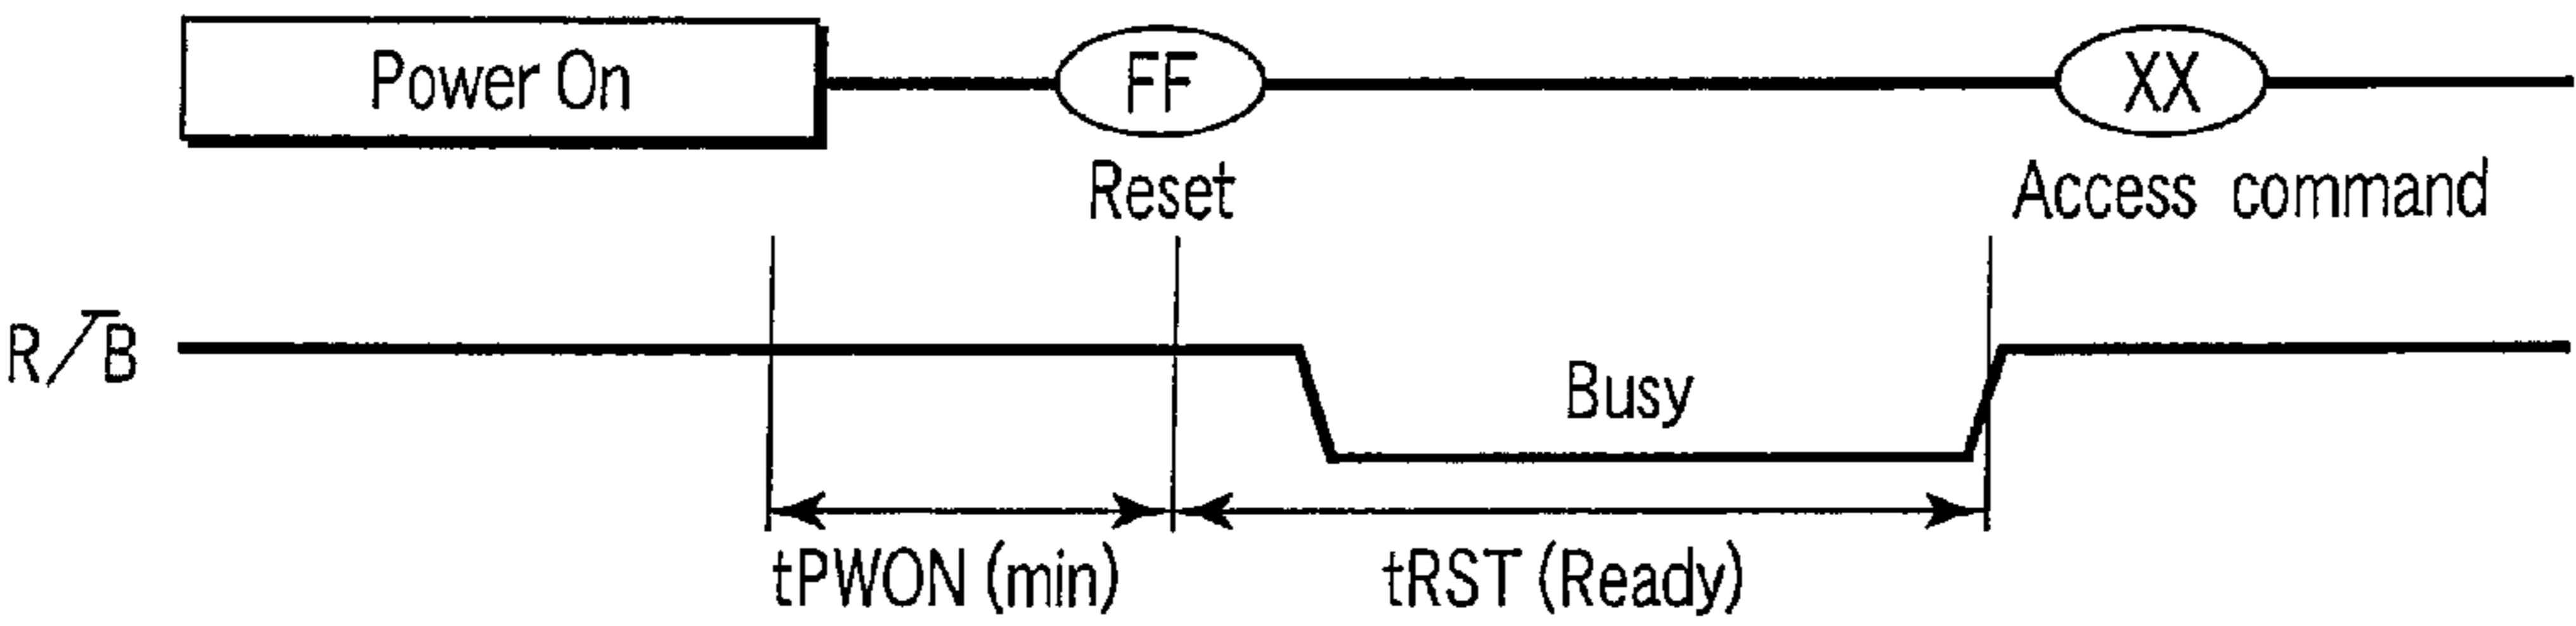 Power On
FF
XX
Reset
Access command
R/B̅
Busy
tPWON (min)
tRST (Ready)